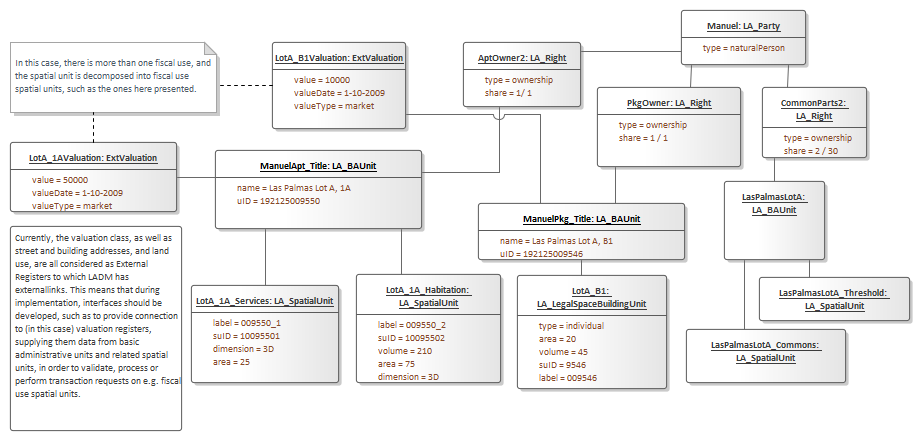 In this case, there is more than one fiscal use, and
the spatial unit is decomposed into fiscal use
spatial units, such as the ones here presented.
LotA_B1Valuation: ExtValuation
value = 10000
valueDate = 1-10-2009
valueType = market
AptOwner2: LA_Right
type = ownership
share = 1/ 1
Manuel: LA_Party
type = naturalPerson
PkgOwner: LA_Right
type = ownership
share = 1 / 1
CommonParts2:
LA_Right
type = ownership
share = 2 / 30
LotA_1AValuation: ExtValuation
value = 50000
valueDate = 1-10-2009
valueType = market
ManuelApt_Title: LA_BAUnit
name = Las Palmas Lot A, 1A
uID = 192125009550
ManuelPkg_Title: LA_BAUnit
name = Las Palmas Lot A, B1
uID = 192125009546
LasPalmasLotA:
LA_BAUnit
Currently, the valuation class, as well as
street and building addresses, and land
use, are all considered as External
Registers to which LADM has
externallinks. This means that during
implementation, interfaces should be
developed, such as to provide connection
to (in this case) valuation registers,
supplying them data from basic
administrative units and related spatial
units, in order to validate, process or
perform transaction requests on e.g. fiscal
use spatial units.
LotA_1A_Services: LA_SpatialUnit
label = 009550_1
suID = 10095501
dimension = 3D
area = 25
LotA_1A_Habitation:
LA_SpatialUnit
label = 009550_2
suID = 10095502
volume = 210
area = 75
dimension = 3D
LotA_B1:
LA_LegalSpaceBuildingUnit
type = individual
area = 20
volume = 45
suID = 9546
label = 009546
LasPalmasLotA_Threshold:
LA_SpatialUnit
LasPalmasLotA_Commons:
LA_SpatialUnit